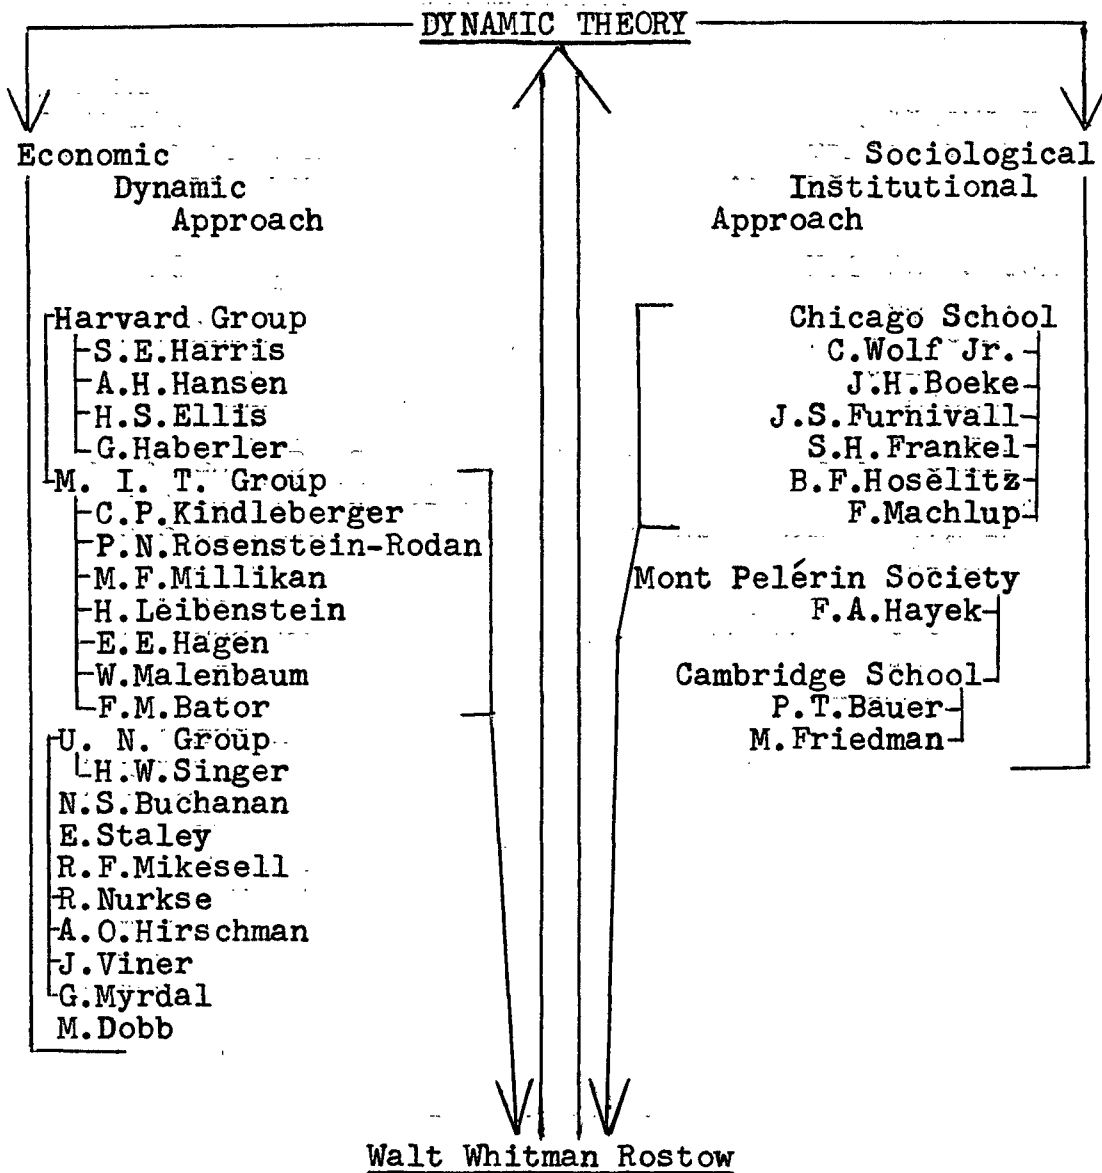 DYNAMIC THEORY
Economic
Dynamic
Approach
Harvard Group
S.E.Harris
A.H.Hansen
H.S.Ellis
G.Haberler
M. I. T. Group
C.P.Kindleberger
P.N.Rosenstein-Rodan
M.F.Millikan
H.Leibenstein
E.E.Hagen
W.Malenbaum
F.M.Bator
U. N. Group
H.W.Singer
N.S.Buchanan
E.Staley
R.F.Mikesell
R.Nurkse
A.O.Hirschman
J.Viner
G.Myrdal
M.Dobb
Sociological
Institutional
Approach
Chicago School
C.Wolf Jr.
J.H.Boeke
J.S.Furnivall
S.H.Frankel
B.F.Hoselitz
F.Machlup
Mont Pelérin Society
F.A.Hayek
Cambridge School
P.T.Bauer
M.Friedman
Walt Whitman Rostow